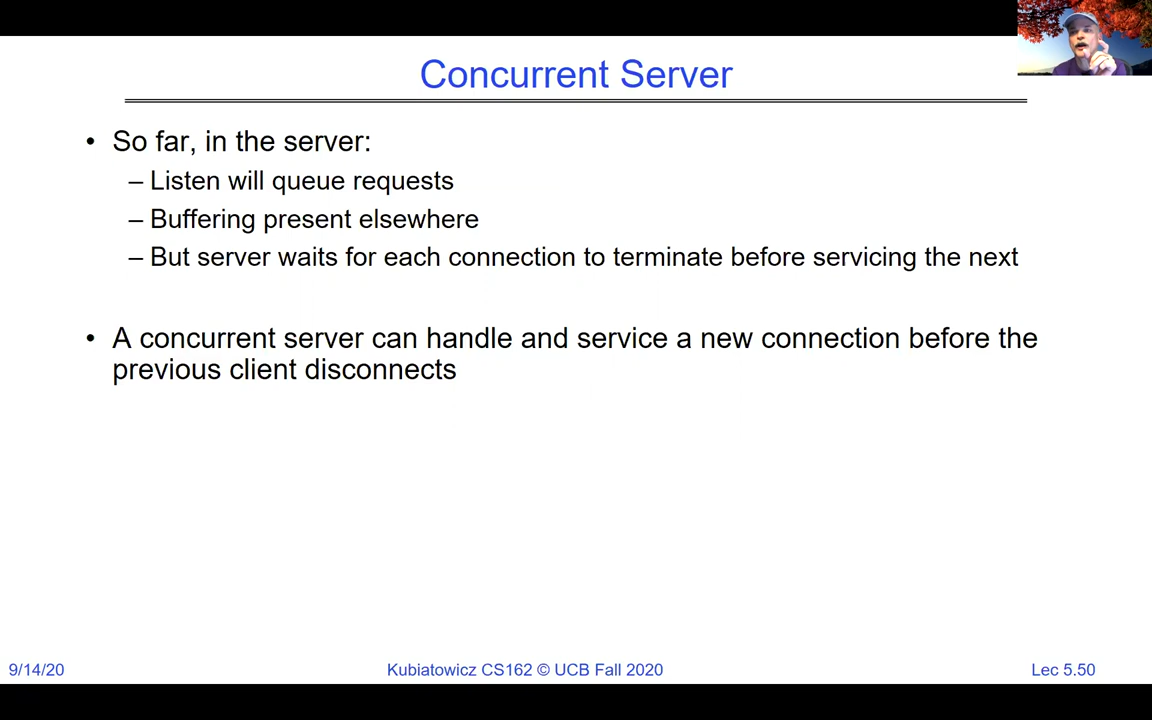 Concurrent Server
• So far, in the server:
– Listen will queue requests
– Buffering present elsewhere
– But server waits for each connection to terminate before servicing the next
• A concurrent server can handle and service a new connection before the
previous client disconnects
9/14/20
Kubiatowicz CS162 © UCB Fall 2020
Lec 5.50